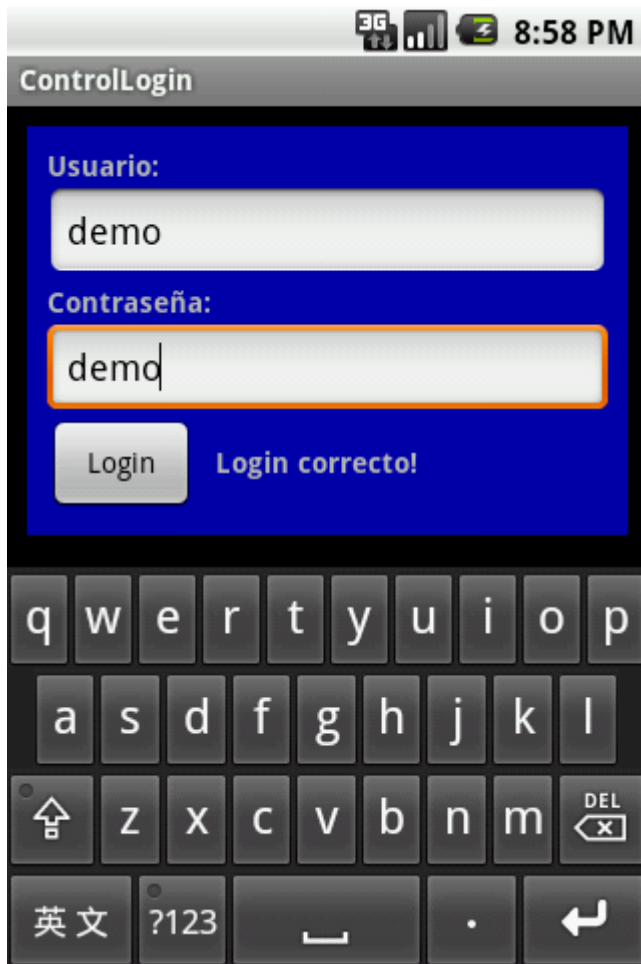 3G 8:58 PM
ControlLogin
Usuario:
demo
Contraseña:
demo
Login Login correcto!
q w e r t y u i o p
a s d f g h j k l
z x c v b n m DEL
英文 ?123 .